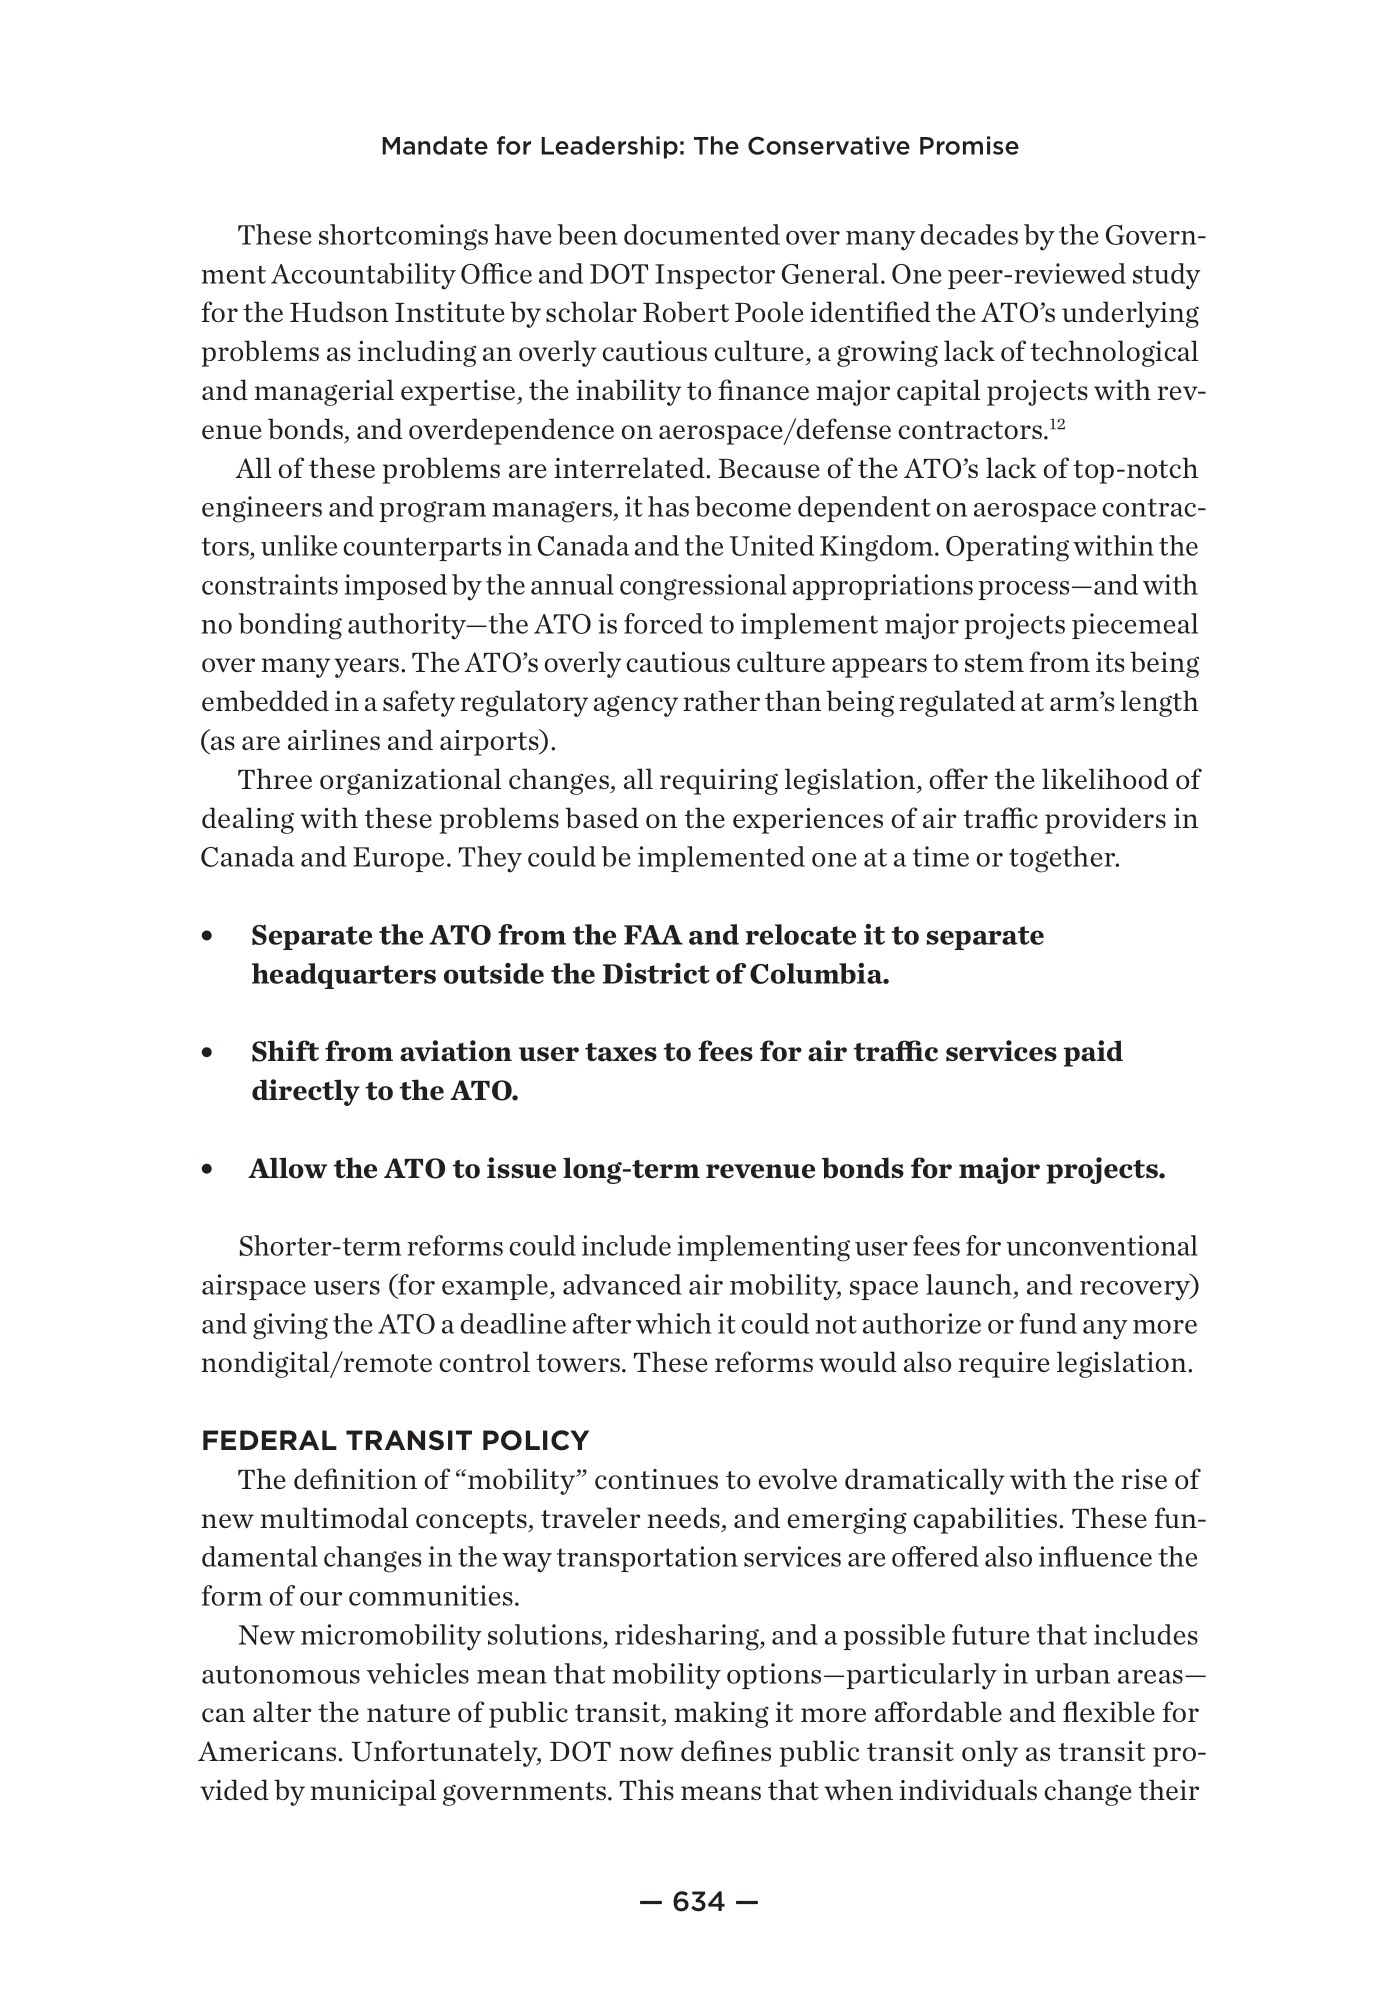 Mandate for Leadership: The Conservative Promise
These shortcomings have been documented over many decades by the Govern-
ment Accountability Office and DOT Inspector General. One peer-reviewed study
for the Hudson Institute by scholar Robert Poole identified the ATO’s underlying
problems as including an overly cautious culture, a growing lack of technological
and managerial expertise, the inability to finance major capital projects with rev-
enue bonds, and overdependence on aerospace/defense contractors.12
All of these problems are interrelated. Because of the ATO’s lack of top-notch
engineers and program managers, it has become dependent on aerospace contrac-
tors, unlike counterparts in Canada and the United Kingdom. Operating within the
constraints imposed by the annual congressional appropriations process—and with
no bonding authority—the ATO is forced to implement major projects piecemeal
over many years. The ATO’s overly cautious culture appears to stem from its being
embedded in a safety regulatory agency rather than being regulated at arm’s length
(as are airlines and airports).
Three organizational changes, all requiring legislation, offer the likelihood of
dealing with these problems based on the experiences of air traffic providers in
Canada and Europe. They could be implemented one at a time or together.
• Separate the ATO from the FAA and relocate it to separate
headquarters outside the District of Columbia.
• Shift from aviation user taxes to fees for air traffic services paid
directly to the ATO.
• Allow the ATO to issue long-term revenue bonds for major projects.
Shorter-term reforms could include implementing user fees for unconventional
airspace users (for example, advanced air mobility, space launch, and recovery)
and giving the ATO a deadline after which it could not authorize or fund any more
nondigital/remote control towers. These reforms would also require legislation.
FEDERAL TRANSIT POLICY
The definition of “mobility” continues to evolve dramatically with the rise of
new multimodal concepts, traveler needs, and emerging capabilities. These fun-
damental changes in the way transportation services are offered also influence the
form of our communities.
New micromobility solutions, ridesharing, and a possible future that includes
autonomous vehicles mean that mobility options—particularly in urban areas—
can alter the nature of public transit, making it more affordable and flexible for
Americans. Unfortunately, DOT now defines public transit only as transit pro-
vided by municipal governments. This means that when individuals change their
— 634 —